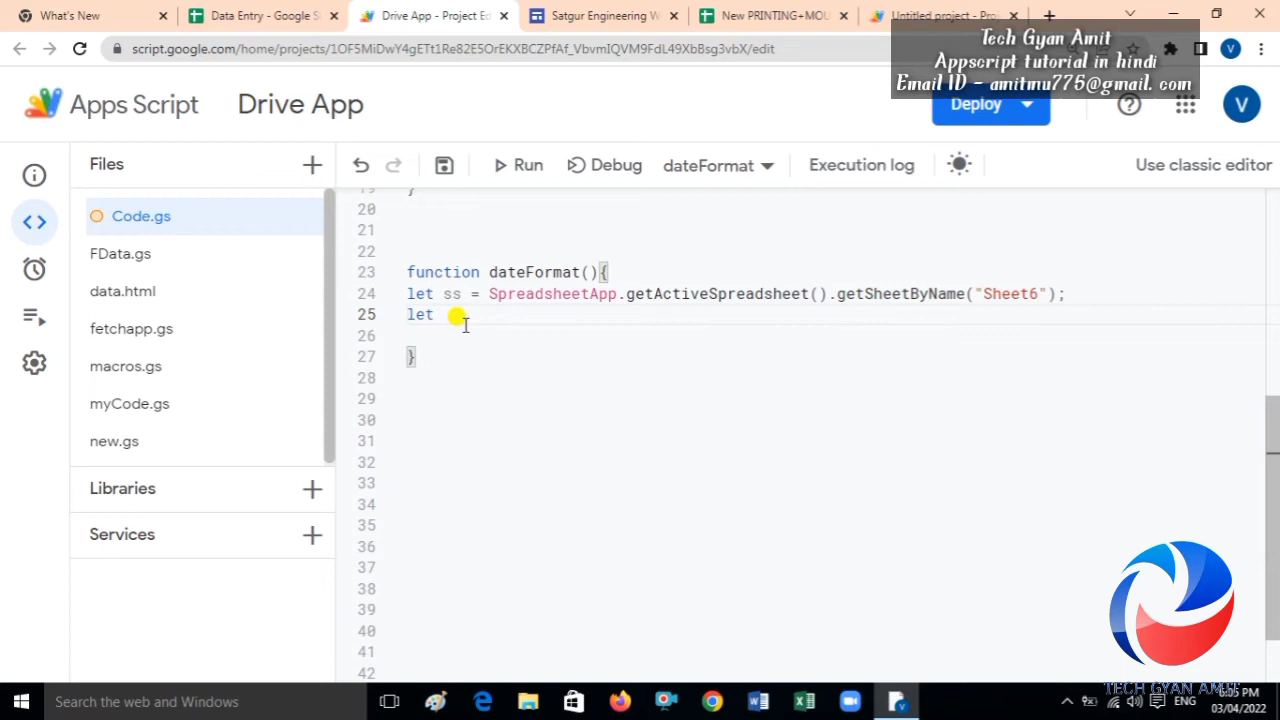 What's New
Data Entry - Google S
Drive App - Project Ed
Satgur Engineering W
New PRINTING+MOU
Untitled project - Pro
script.google.com/home/projects/1OF5MiDwY4gETt1Re82E5OrEKXBCZPfAf_VbvmIQVM9FdL49XbBsg3vbX/edit
V
Tech Gyan Amit
Appscript tutorial in hindi
Email ID - amitmu775@gmail. com
Apps Script
Drive App
Deploy
V
Files
Run
Debug
dateFormat
Execution log
Use classic editor
Code.gs
FData.gs
data.html
fetchapp.gs
macros.gs
myCode.gs
new.gs
Libraries
Services
19 }
20
21
22
23 function dateFormat(){
24 let ss = SpreadsheetApp.getActiveSpreadsheet().getSheetByName("Sheet6");
25 let
26
27 }
28
29
30
31
32
33
34
35
36
37
38
39
40
41
42
TECH GYAN AMIT
Search the web and Windows
ENG
6:05 PM
03/04/2022